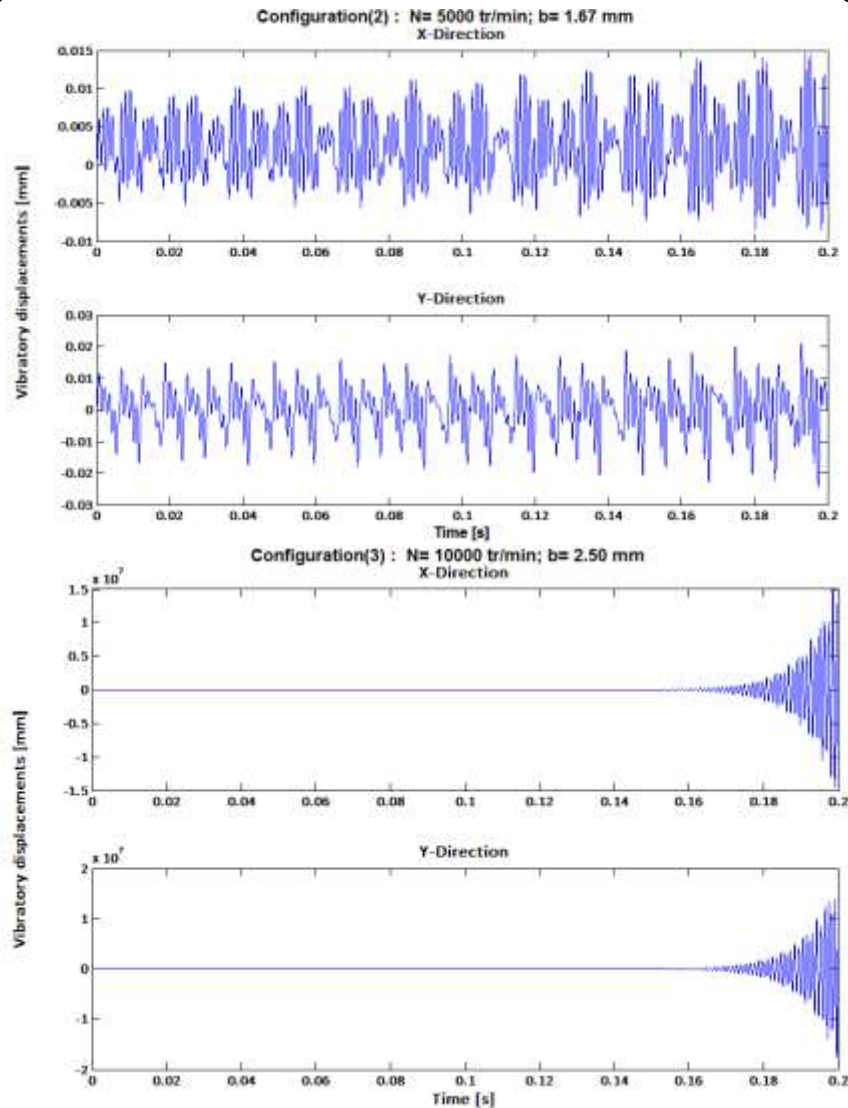 Configuration(2) : N= 5000 tr/min; b= 1.67 mm
X-Direction
0.015
0.01
0.005
0
-0.005
-0.01
0 0.02 0.04 0.06 0.08 0.1 0.12 0.14 0.16 0.18 0.2
Vibratory displacements [mm]
Y-Direction
0.03
0.02
0.01
0
-0.01
-0.02
-0.03
0 0.02 0.04 0.06 0.08 0.1 0.12 0.14 0.16 0.18 0.2
Time [s]
Configuration(3) : N= 10000 tr/min; b= 2.50 mm
X-Direction
x 10⁷
1.5
1
0.5
0
-0.5
-1
-1.5
0 0.02 0.04 0.06 0.08 0.1 0.12 0.14 0.16 0.18 0.2
Vibratory displacements [mm]
Y-Direction
x 10⁷
2
1
0
-1
-2
0 0.02 0.04 0.06 0.08 0.1 0.12 0.14 0.16 0.18 0.2
Time [s]